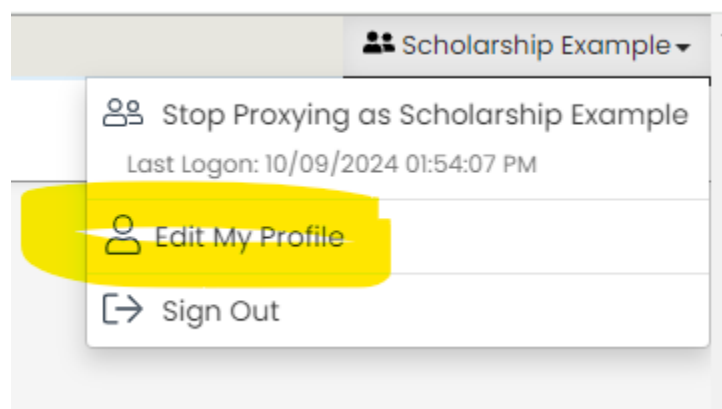 Scholarship Example
Stop Proxying as Scholarship Example
Last Logon: 10/09/2024 01:54:07 PM
Edit My Profile
Sign Out